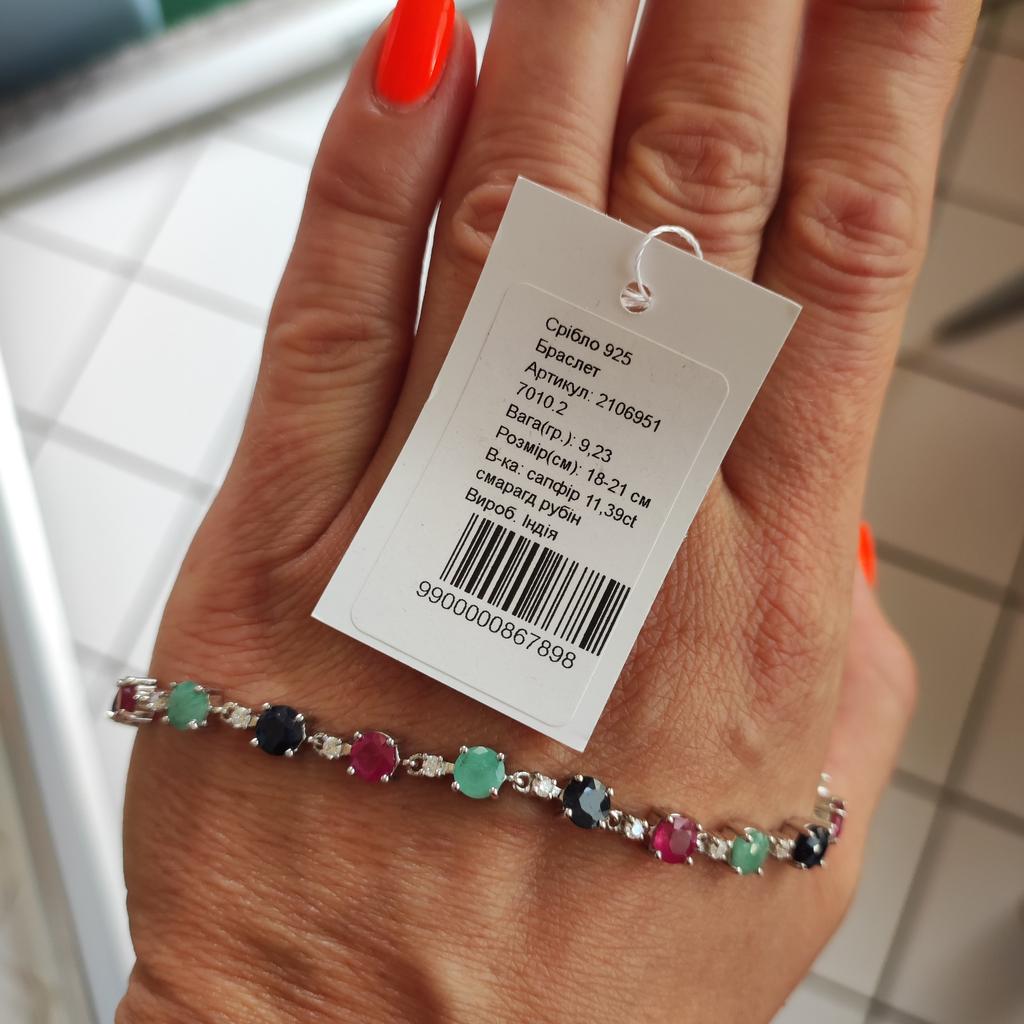 Срібло 925
Браслет
Артикул: 2106951
7010.2
Вага(гр.): 9,23
Розмір(см): 18-21 см
В-ка: сапфір 11,39ct
смарагд рубін
Вироб. Індія
9900000867898